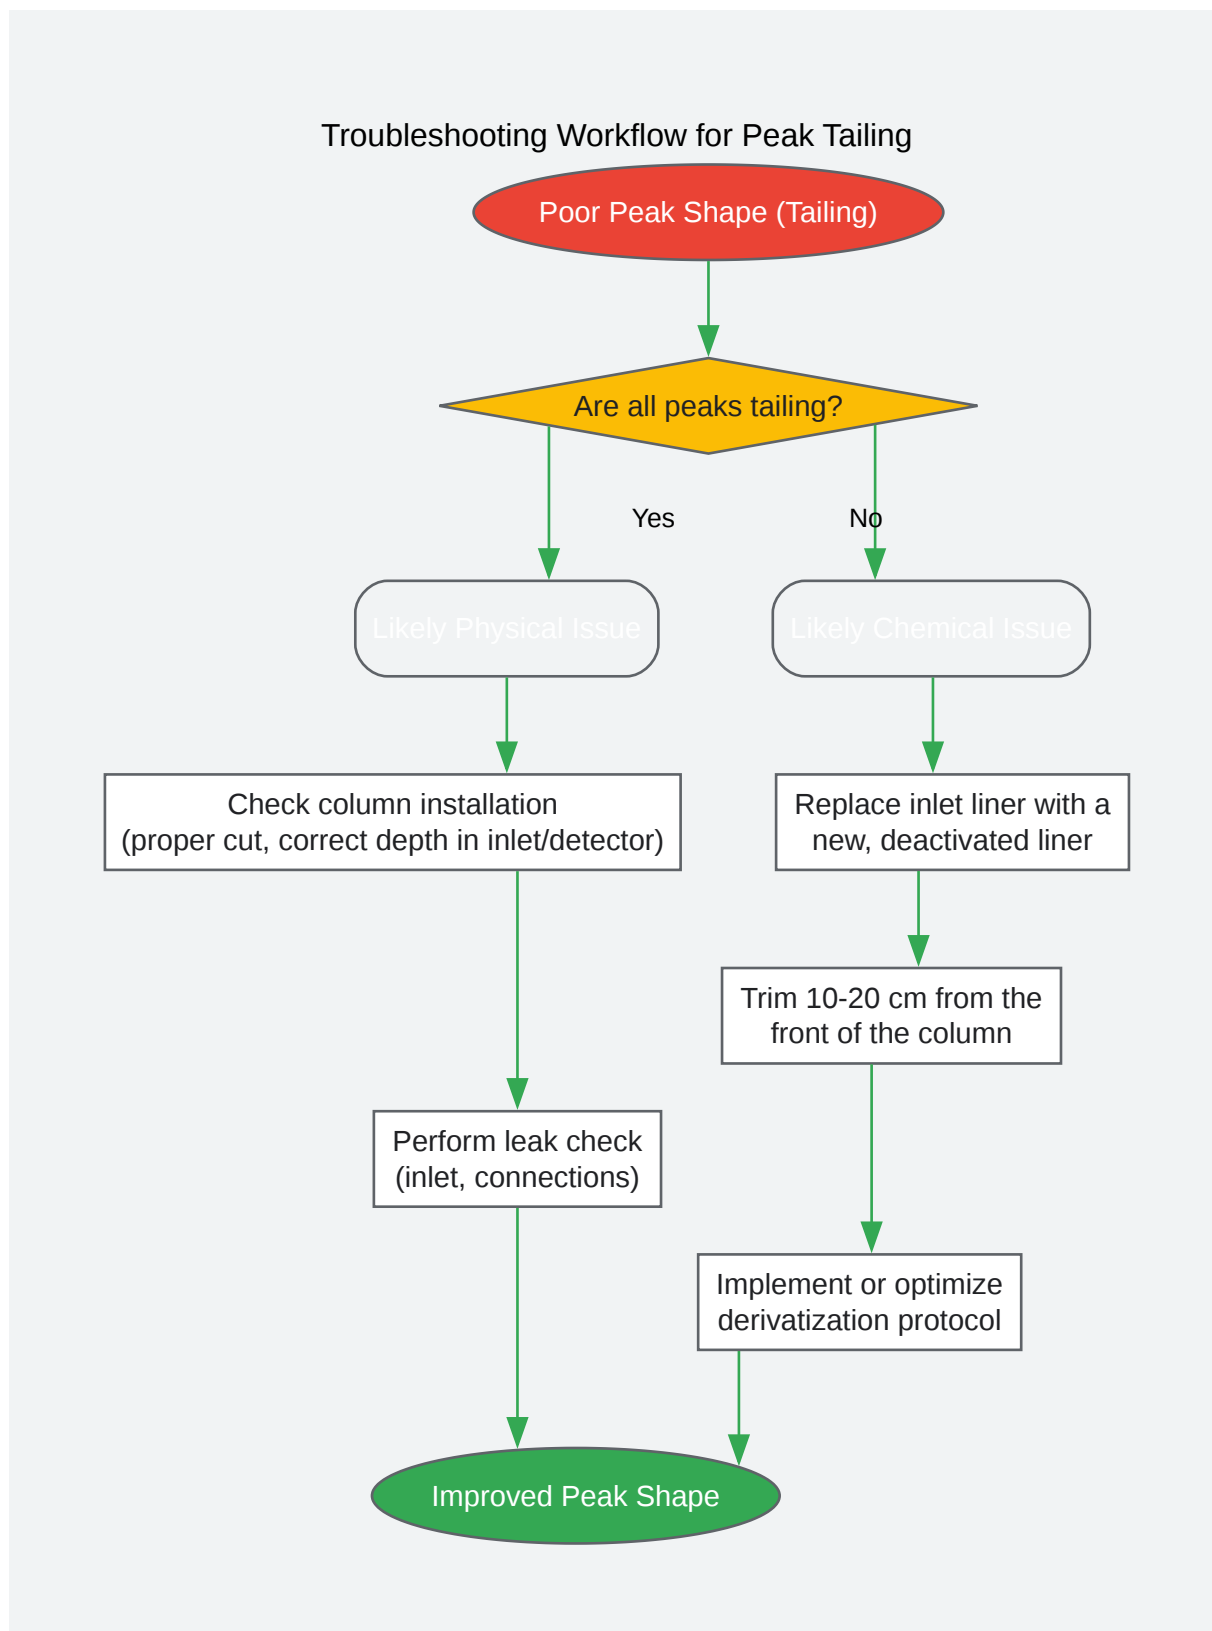 Troubleshooting Workflow for Peak Tailing
Poor Peak Shape (Tailing)
Are all peaks tailing?
Yes
No
Likely Physical Issue
Likely Chemical Issue
Check column installation
(proper cut, correct depth in inlet/detector)
Replace inlet liner with a
new, deactivated liner
Trim 10-20 cm from the
front of the column
Perform leak check
(inlet, connections)
Implement or optimize
derivatization protocol
Improved Peak Shape